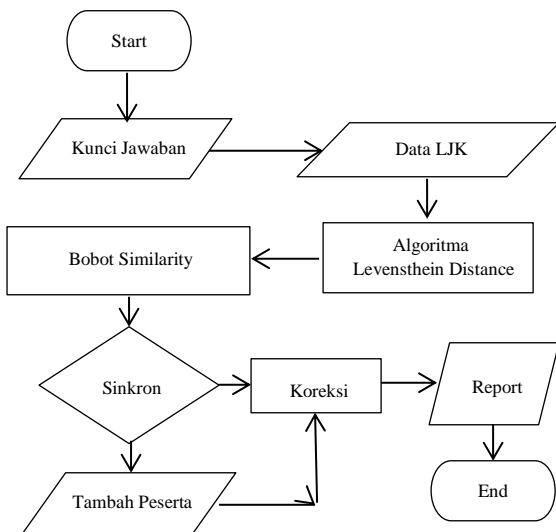 Start
Kunci Jawaban
Data LJK
Algoritma
Levensthein Distance
Bobot Similarity
Sinkron
Koreksi
Report
Tambah Peserta
End